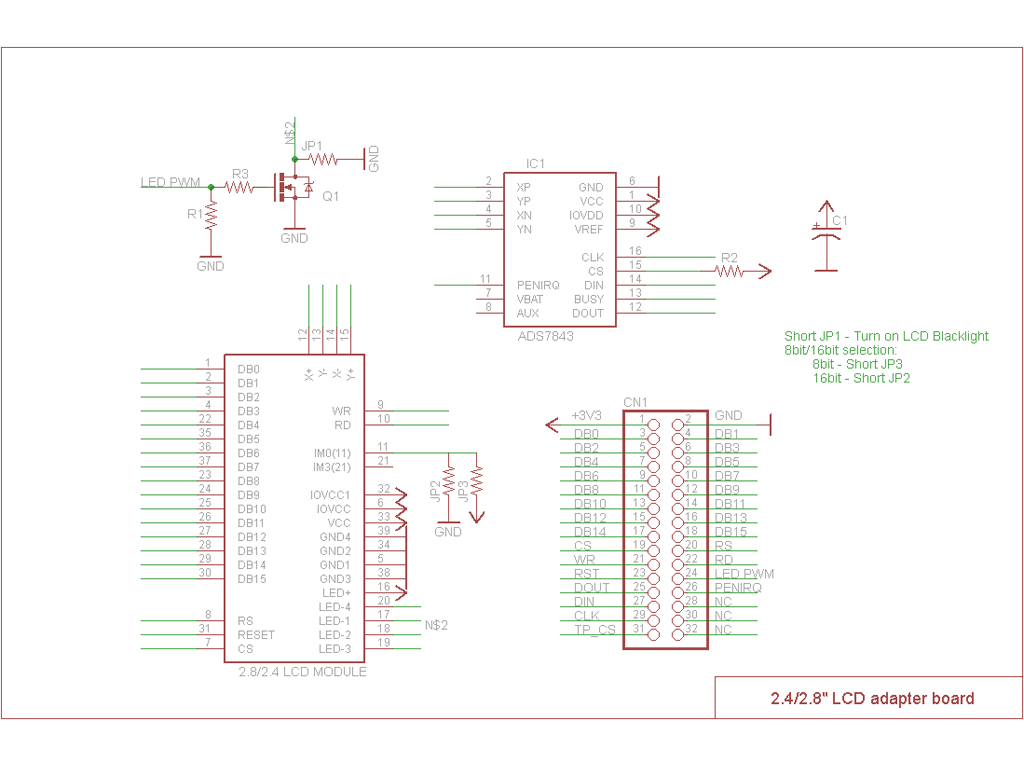 N$2
JP1
GND
LED PWM
R3
Q1
R1
GND
GND
IC1
2 XP GND 6
3 YP VCC 1
4 XN IOVDD 10
5 YN VREF 9
CLK 16
CS 15
R2
11 PENIRQ DIN 14
7 VBAT BUSY 13
8 AUX DOUT 12
ADS7843
+
C1
Short JP1 - Turn on LCD Blacklight
8bit/16bit selection:
8bit - Short JP3
16bit - Short JP2
12 13 14 15
X+ Y- X- Y+
1 DB0
2 DB1
3 DB2
4 DB3 WR 9
22 DB4 RD 10
35 DB5
36 DB6 IM0(11) 11
37 DB7 IM3(21) 21
23 DB8
24 DB9 IOVCC1 32
25 DB10 IOVCC 6
26 DB11 VCC 33
27 DB12 GND4 39
28 DB13 GND2 34
29 DB14 GND1 5
30 DB15 GND3 38
LED+ 16
LED-4 20
8 RS LED-1 17
31 RESET LED-2 18
7 CS LED-3 19
N$2
2.8/2.4 LCD MODULE
JP2
JP3
GND
CN1
+3V3 1 2 GND
DB0 3 4 DB1
DB2 5 6 DB3
DB4 7 8 DB5
DB6 9 10 DB7
DB8 11 12 DB9
DB10 13 14 DB11
DB12 15 16 DB13
DB14 17 18 DB15
CS 19 20 RS
WR 21 22 RD
RST 23 24 LED PWM
DOUT 25 26 PENIRQ
DIN 27 28 NC
CLK 29 30 NC
TP_CS 31 32 NC
2.4/2.8" LCD adapter board